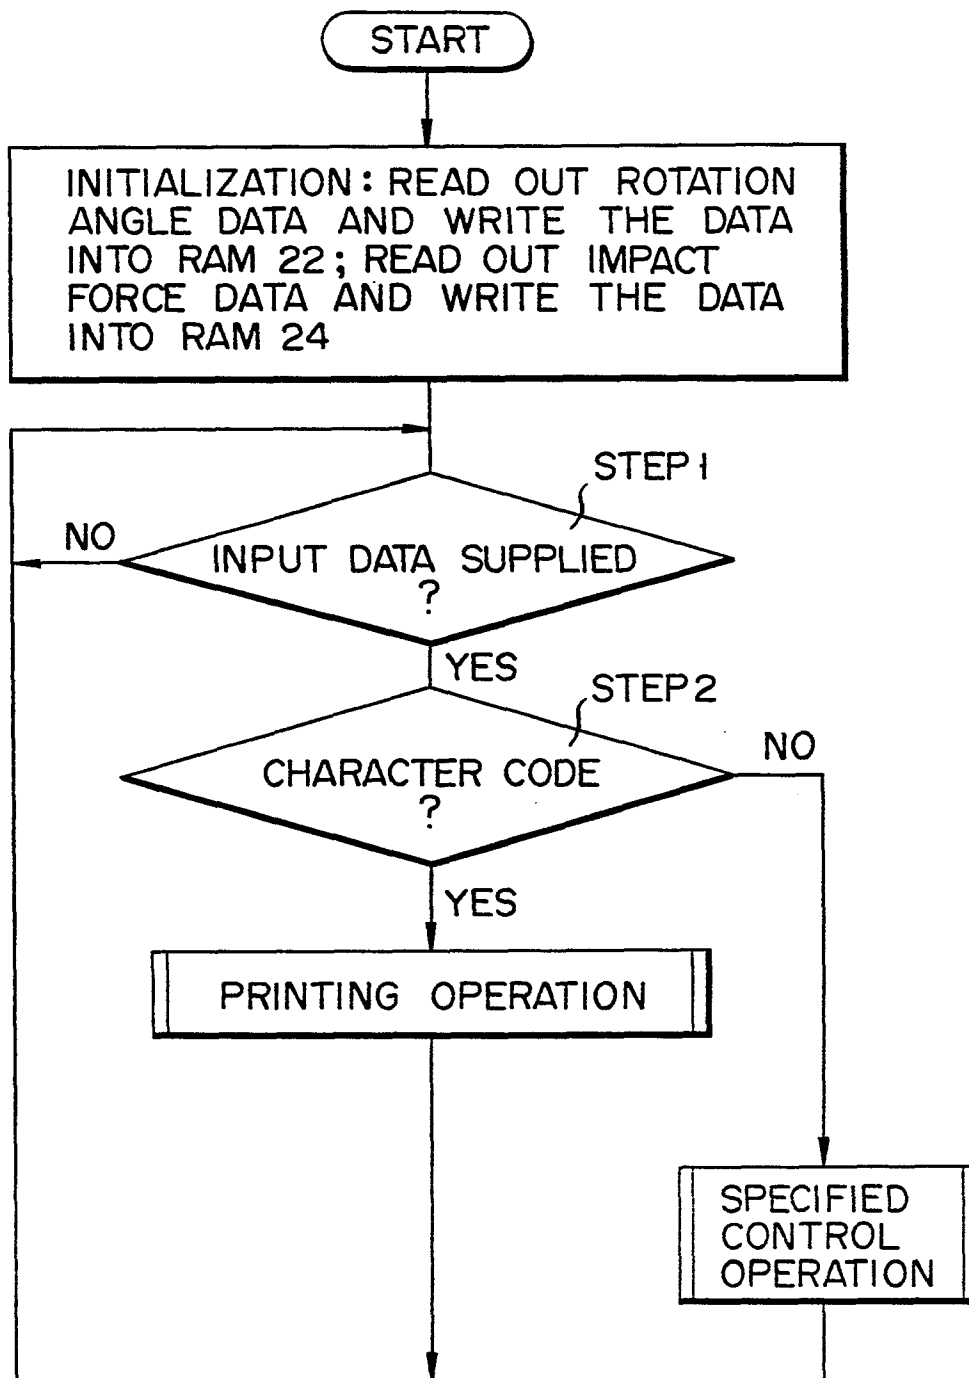 START
INITIALIZATION: READ OUT ROTATION
ANGLE DATA AND WRITE THE DATA
INTO RAM 22; READ OUT IMPACT
FORCE DATA AND WRITE THE DATA
INTO RAM 24
STEP 1
NO
INPUT DATA SUPPLIED
?
YES
STEP 2
NO
CHARACTER CODE
?
YES
PRINTING OPERATION
SPECIFIED
CONTROL
OPERATION